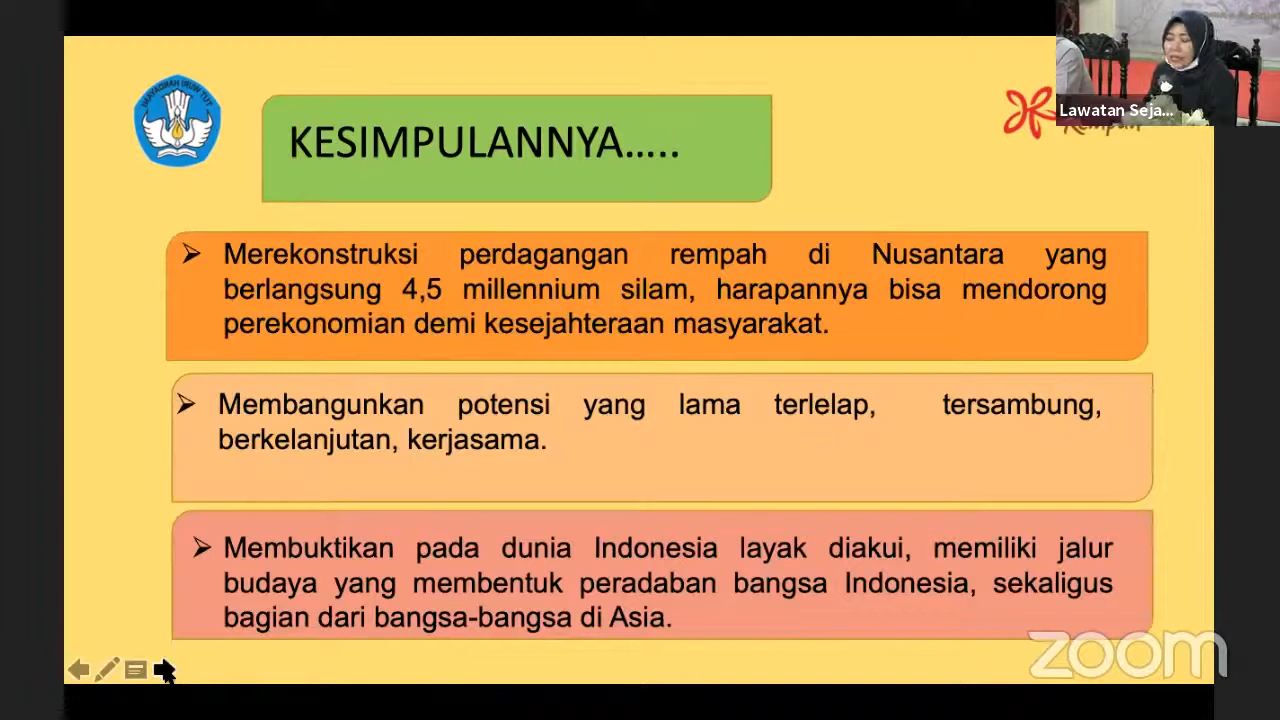 KESIMPULANNYA.....
Lawatan Seja...
Merekonstruksi perdagangan rempah di Nusantara yang
berlangsung 4,5 millennium silam, harapannya bisa mendorong
perekonomian demi kesejahteraan masyarakat.
Membangunkan potensi yang lama terlelap, tersambung,
berkelanjutan, kerjasama.
Membuktikan pada dunia Indonesia layak diakui, memiliki jalur
budaya yang membentuk peradaban bangsa Indonesia, sekaligus
bagian dari bangsa-bangsa di Asia.
zoom